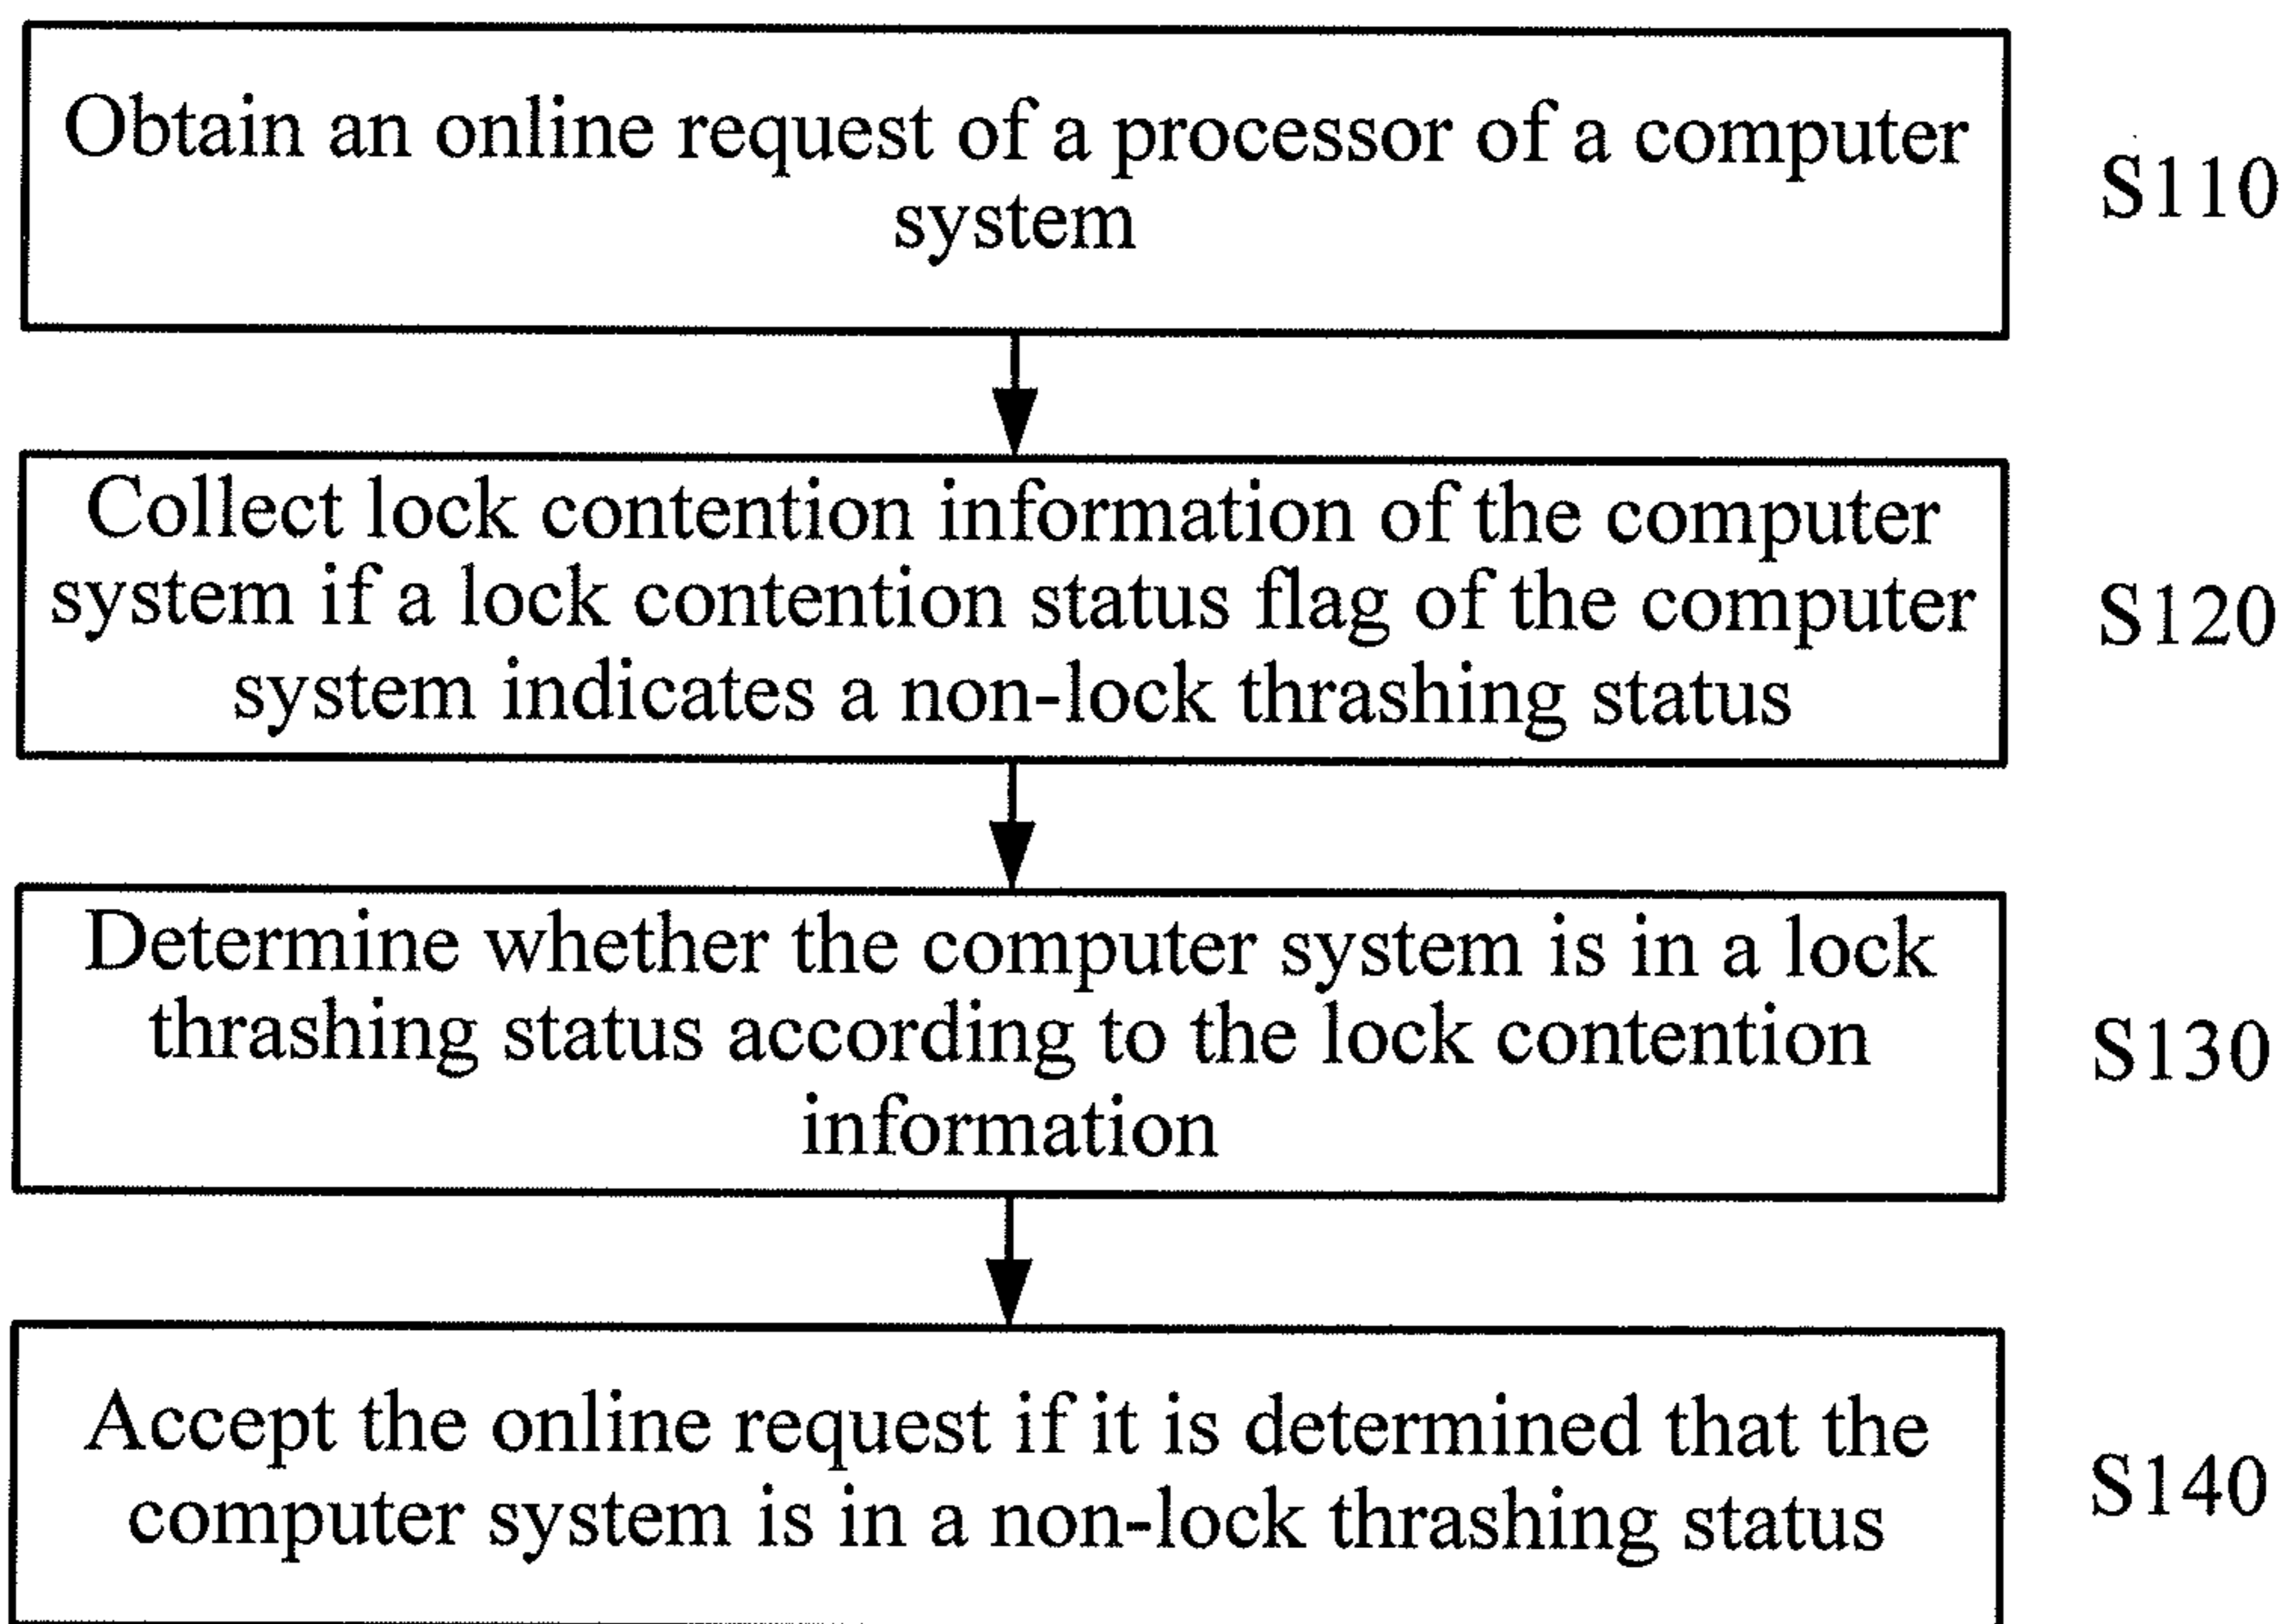 Obtain an online request of a processor of a computer
system
S110
Collect lock contention information of the computer
system if a lock contention status flag of the computer
system indicates a non-lock thrashing status
S120
Determine whether the computer system is in a lock
thrashing status according to the lock contention
information
S130
Accept the online request if it is determined that the
computer system is in a non-lock thrashing status
S140